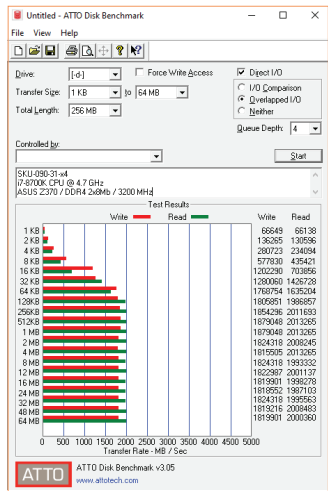 Untitled - ATTO Disk Benchmark
File View Help
Drive: [-d-] Force Write Access Direct I/O
Transfer Size: 1 KB to 64 MB I/O Comparison
Total Length: 256 MB Overlapped I/O
Neither
Queue Depth: 4
Controlled by:
Start
SKU-090-31-x4
i7-8700K CPU @ 4.7 GHz
ASUS Z370 / DDR4 2x8Mb / 3200 MHz
Test Results
Write Read Write Read
1 KB 66649 66138
2 KB 136265 130596
4 KB 280723 234094
8 KB 577830 435421
16 KB 1202290 703856
32 KB 1280060 1426728
64 KB 1768754 1635204
128KB 1805851 1986857
256KB 1854296 2011693
512KB 1879048 2013265
1 MB 1879048 2013265
2 MB 1824318 2008245
4 MB 1815505 2013265
8 MB 1824318 1993332
12 MB 1822987 2001137
16 MB 1819901 1998278
24 MB 1818552 1987103
32 MB 1824318 1995563
48 MB 1819216 2008483
64 MB 1819901 2000360
0 500 1000 1500 2000 2500 3000 3500 4000 4500 5000
Transfer Rate - MB / Sec
ATTO ATTO Disk Benchmark v3.05
www.attotech.com